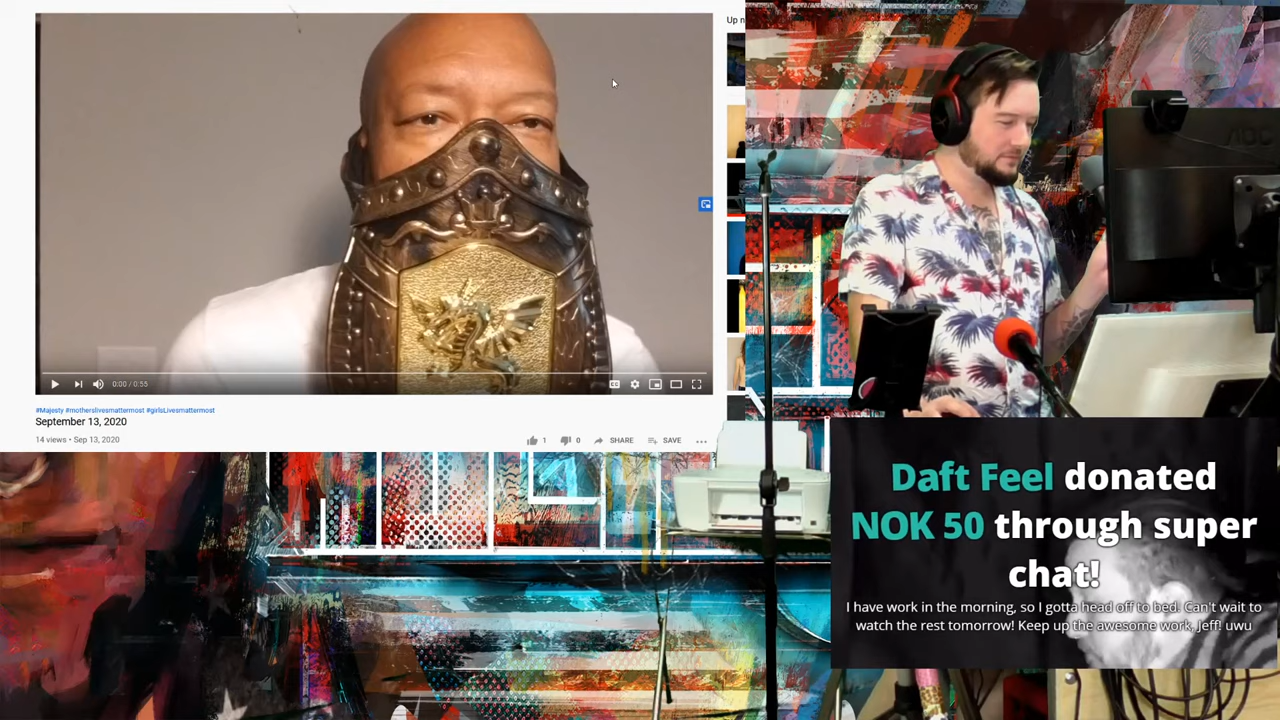 Up n
0:00 / 0:55
#Majesty #motherslivesmattermost #girlsLivesmattermost
September 13, 2020
14 views • Sep 13, 2020
1
0
SHARE
SAVE
AOC
Daft Feel donated
NOK 50 through super
chat!
I have work in the morning, so I gotta head off to bed. Can't wait to
watch the rest tomorrow! Keep up the awesome work, Jeff! uwu